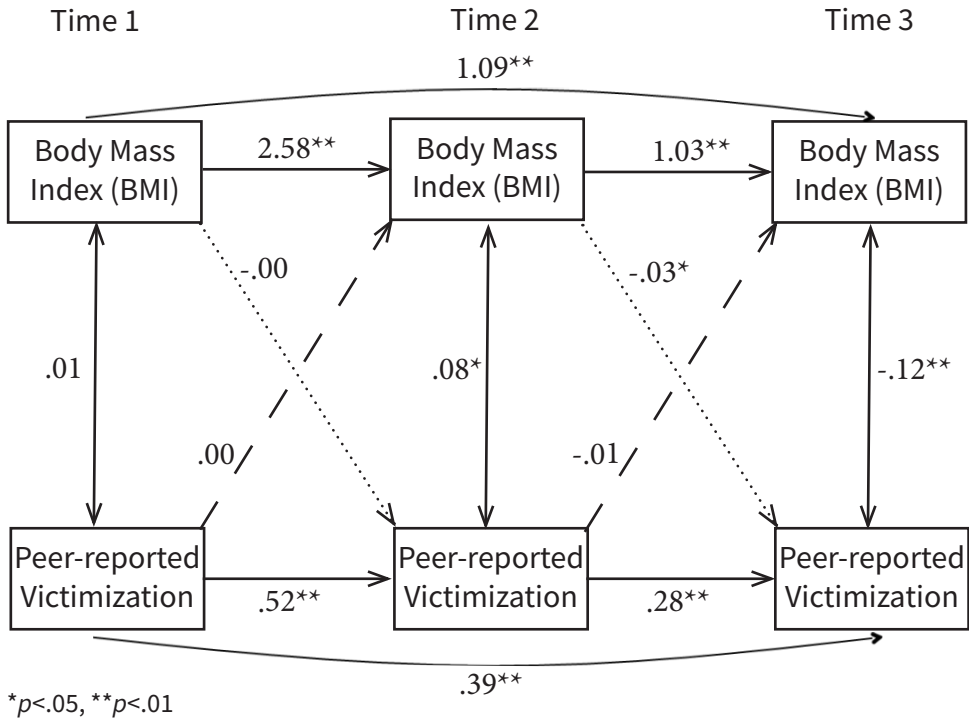 Time 1
Time 2
Time 3
1.09**
Body Mass
Index (BMI)
2.58**
Body Mass
Index (BMI)
1.03**
Body Mass
Index (BMI)
-.00
-.03*
.01
.08*
-.12**
.00
-.01
Peer-reported
Victimization
.52**
Peer-reported
Victimization
.28**
Peer-reported
Victimization
.39**
*p<.05, **p<.01